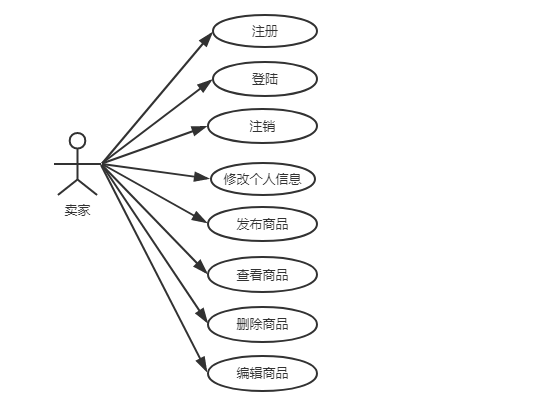 注册
登陆
注销
修改个人信息
卖家
发布商品
查看商品
删除商品
编辑商品